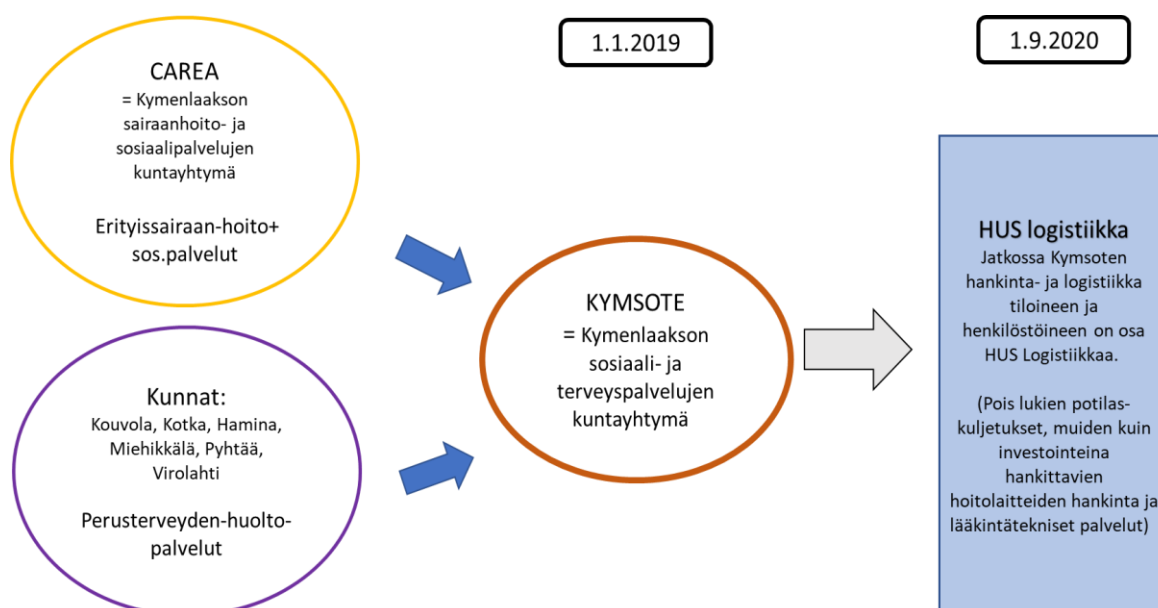 CAREA
= Kymenlaakson
sairaanhoito- ja
sosiaalipalvelujen
kuntayhtymä
Erityissairaan-hoito+
sos.palvelut
Kunnat:
Kouvola, Kotka, Hamina,
Miehikkälä, Pyhtää,
Virolahti
Perusterveyden-huolto-
palvelut
1.1.2019
KYMSOTE
= Kymenlaakson
sosiaali- ja
terveyspalvelujen
kuntayhtymä
1.9.2020
HUS logistiikka
Jatkossa Kymsoten
hankinta- ja logistiikka
tiloineen ja
henkilöstöineen on osa
HUS Logistiikkaa.
(Pois lukien potilas-
kuljetukset, muiden kuin
investointeina
hankittavien
hoitolaitteiden hankinta ja
lääkintätekniset palvelut)